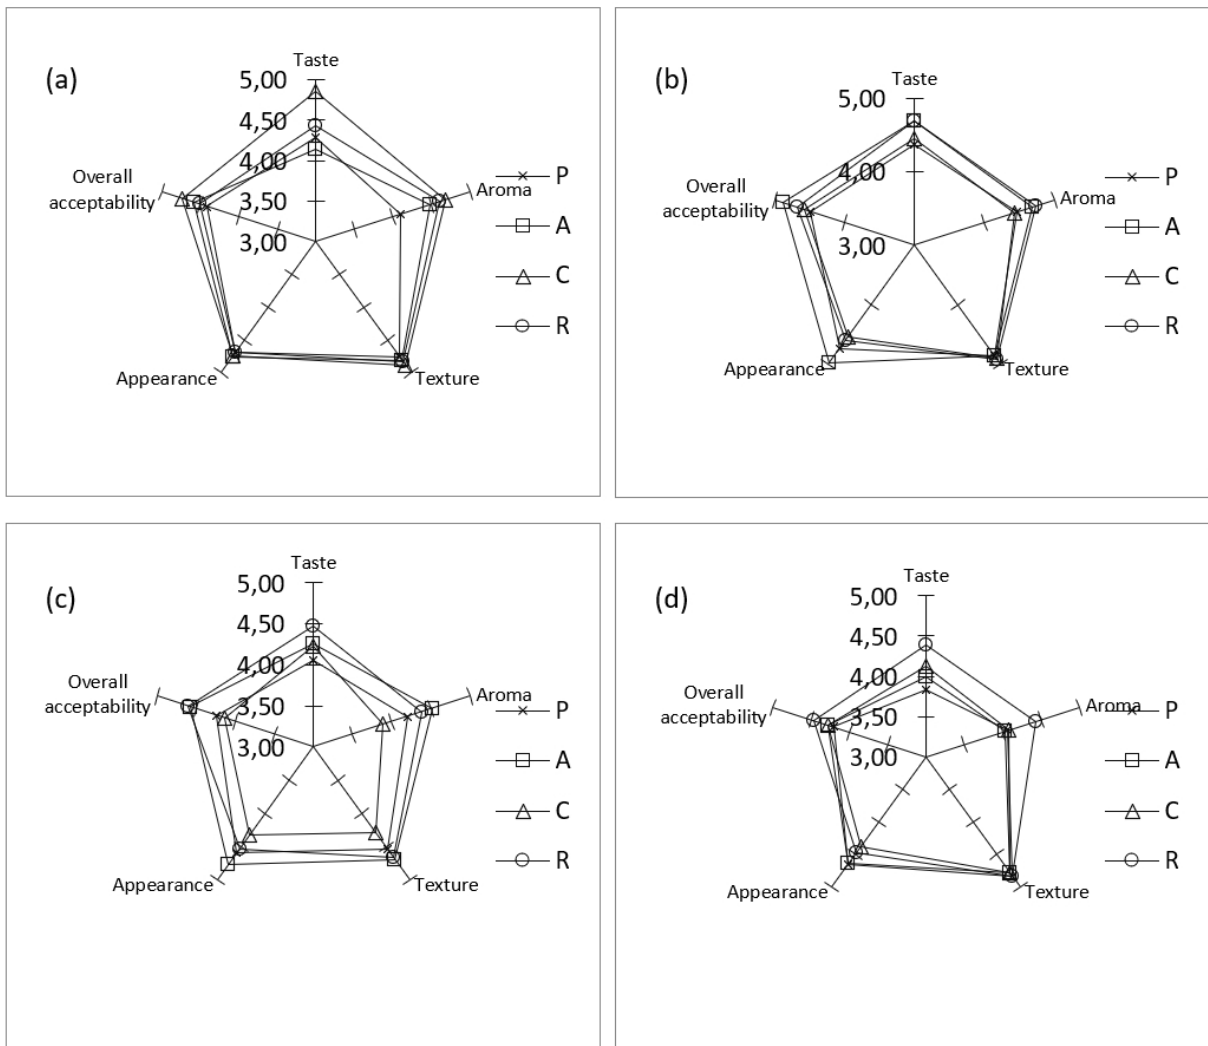 (a)
Taste
5,00
4,50
4,00
3,50
3,00
Overall
acceptability
Aroma
Appearance
Texture
P
A
C
R
(b)
Taste
5,00
4,00
3,00
Overall
acceptability
Aroma
Appearance
Texture
P
A
C
R
(c)
Taste
5,00
4,50
4,00
3,50
3,00
Overall
acceptability
Aroma
Appearance
Texture
P
A
C
R
(d)
Taste
5,00
4,50
4,00
3,50
3,00
Overall
acceptability
Aroma
Appearance
Texture
P
A
C
R